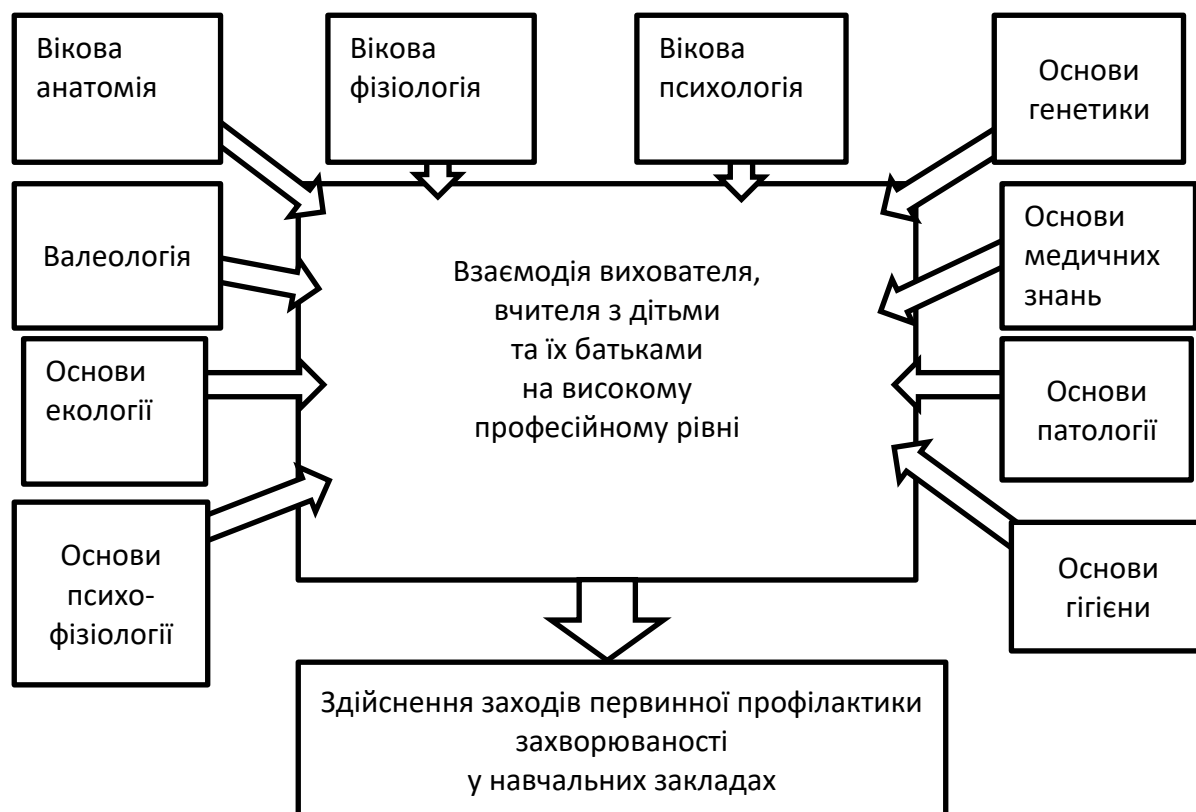 Вікова
анатомія
Вікова
фізіологія
Вікова
психологія
Основи
генетики
Валеологія
Основи
медичних
знань
Взаємодія вихователя,
вчителя з дітьми
та їх батьками
на високому
професійному рівні
Основи
екології
Основи
патології
Основи
психо-
фізіології
Основи
гігієни
Здійснення заходів первинної профілактики
захворюваності
у навчальних закладах